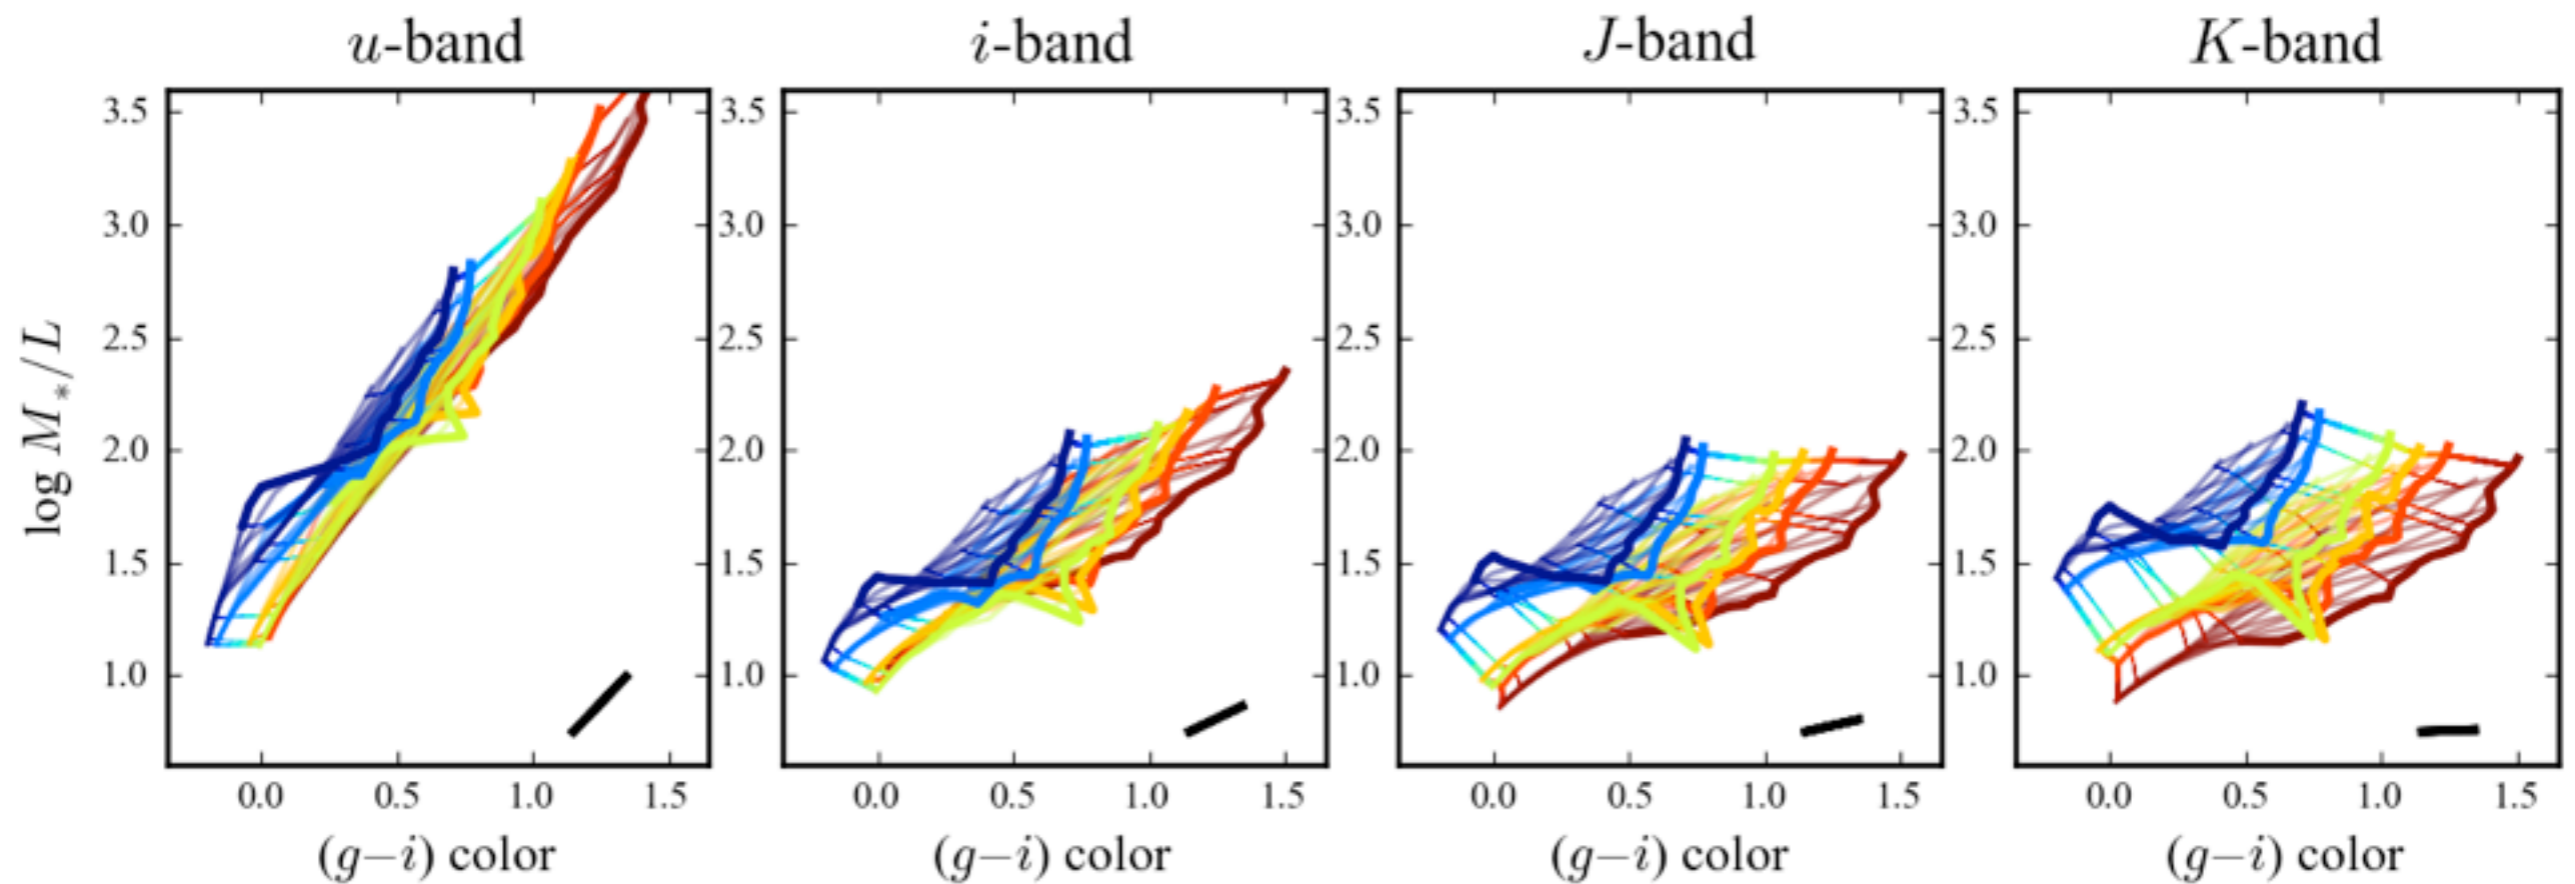 u-band i-band J-band K-band
log M*/L
3.5 3.5 3.5 3.5
3.0 3.0 3.0 3.0
2.5 2.5 2.5 2.5
2.0 2.0 2.0 2.0
1.5 1.5 1.5 1.5
1.0 1.0 1.0 1.0
0.0 0.5 1.0 1.5 0.0 0.5 1.0 1.5 0.0 0.5 1.0 1.5 0.0 0.5 1.0 1.5
(g−i) color (g−i) color (g−i) color (g−i) color